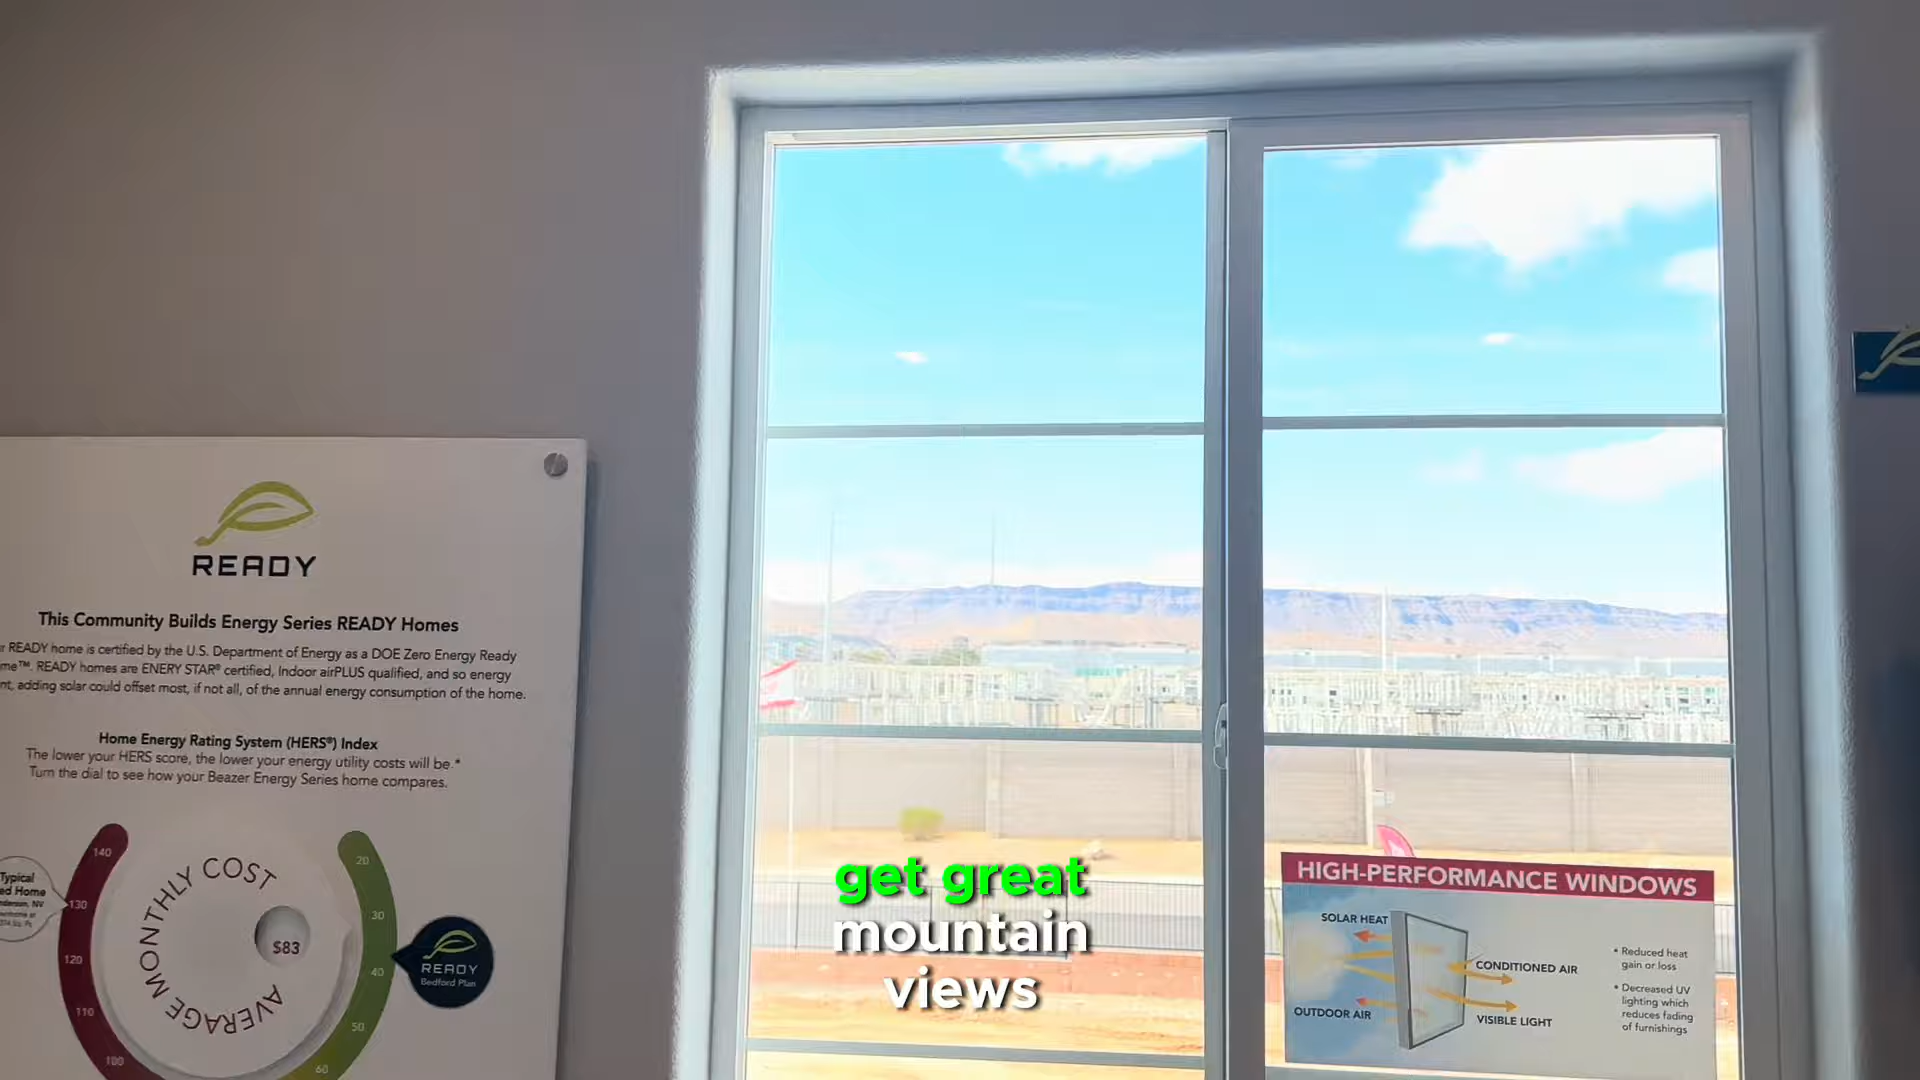 READY
This Community Builds Energy Series READY Homes
READY home is certified by the U.S. Department of Energy as a DOE Zero Energy Ready
me™. READY homes are ENERY STAR® certified, Indoor airPLUS qualified, and so energy
nt, adding solar could offset most, if not all, of the annual energy consumption of the home.
Home Energy Rating System (HERS®) Index
The lower your HERS score, the lower your energy utility costs will be.*
Turn the dial to see how your Beazer Energy Series home compares.
AVERAGE MONTHLY COST
$83
140
130
120
110
100
20
30
40
50
60
Typical
ed Home
nderson, NV
READY
Bedford Plan
get great
mountain
views
HIGH-PERFORMANCE WINDOWS
SOLAR HEAT
CONDITIONED AIR
OUTDOOR AIR
VISIBLE LIGHT
• Reduced heat
gain or loss
• Decreased UV
lighting which
reduces fading
of furnishings